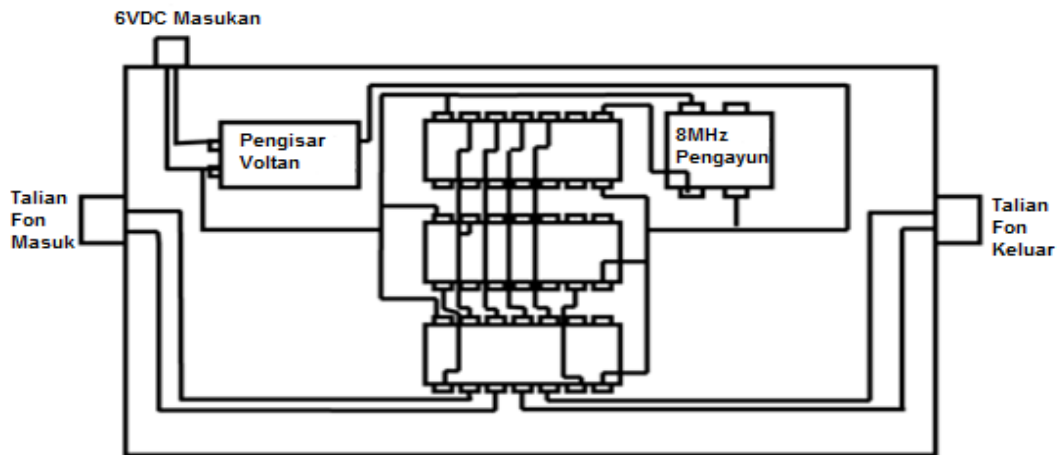 6VDC Masukan
Pengisar
Voltan
8MHz
Pengayun
Talian
Fon
Masuk
Talian
Fon
Keluar